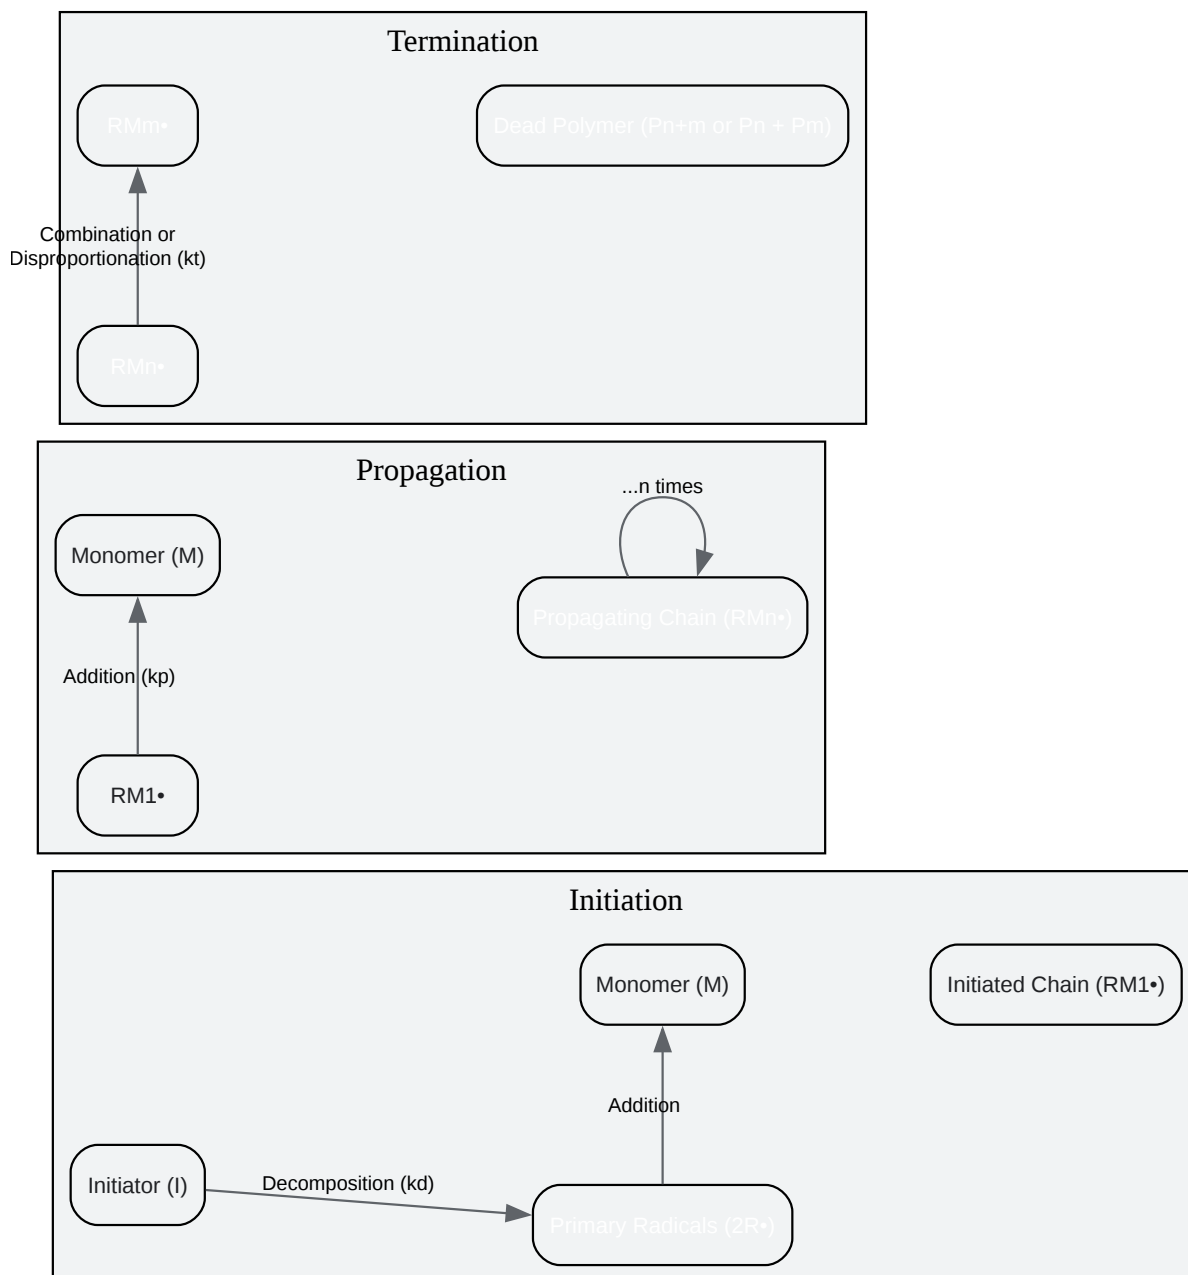 Termination
RMm•
Dead Polymer (Pn+m or Pn + Pm)
Combination or
Disproportionation (kt)
RMn•
Propagation
...n times
Monomer (M)
Propagating Chain (RMn•)
Addition (kp)
RM1•
Initiation
Monomer (M)
Initiated Chain (RM1•)
Addition
Initiator (I)
Decomposition (kd)
Primary Radicals (2R•)